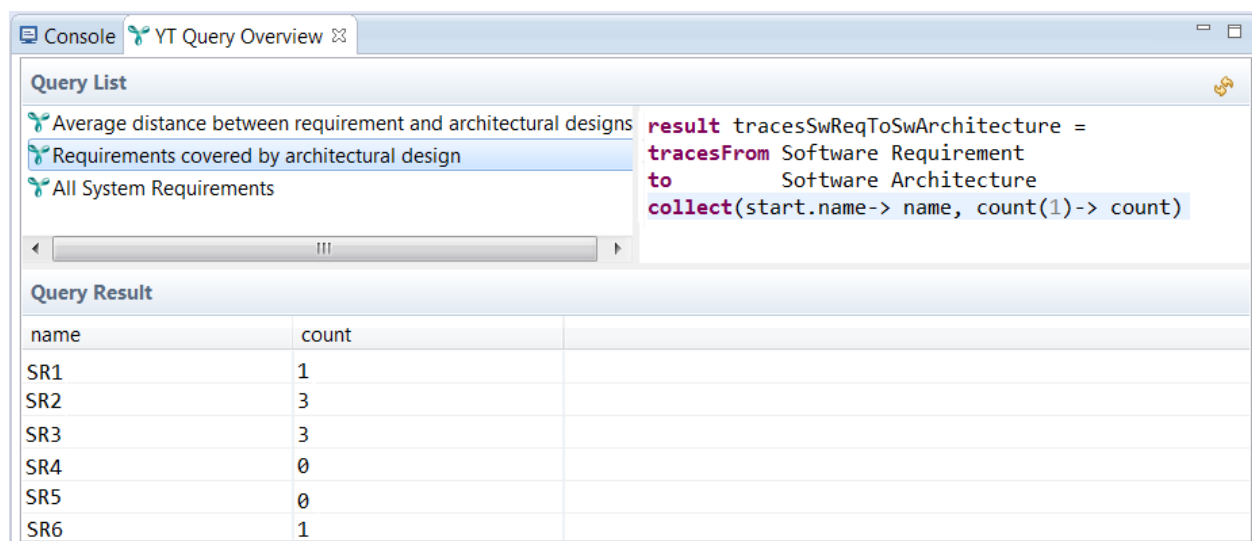 Console YT Query Overview
Query List
Average distance between requirement and architectural designs
Requirements covered by architectural design
All System Requirements
result tracesSwReqToSwArchitecture =
tracesFrom Software Requirement
to Software Architecture
collect(start.name-> name, count(1)-> count)
Query Result
name count
SR1 1
SR2 3
SR3 3
SR4 0
SR5 0
SR6 1